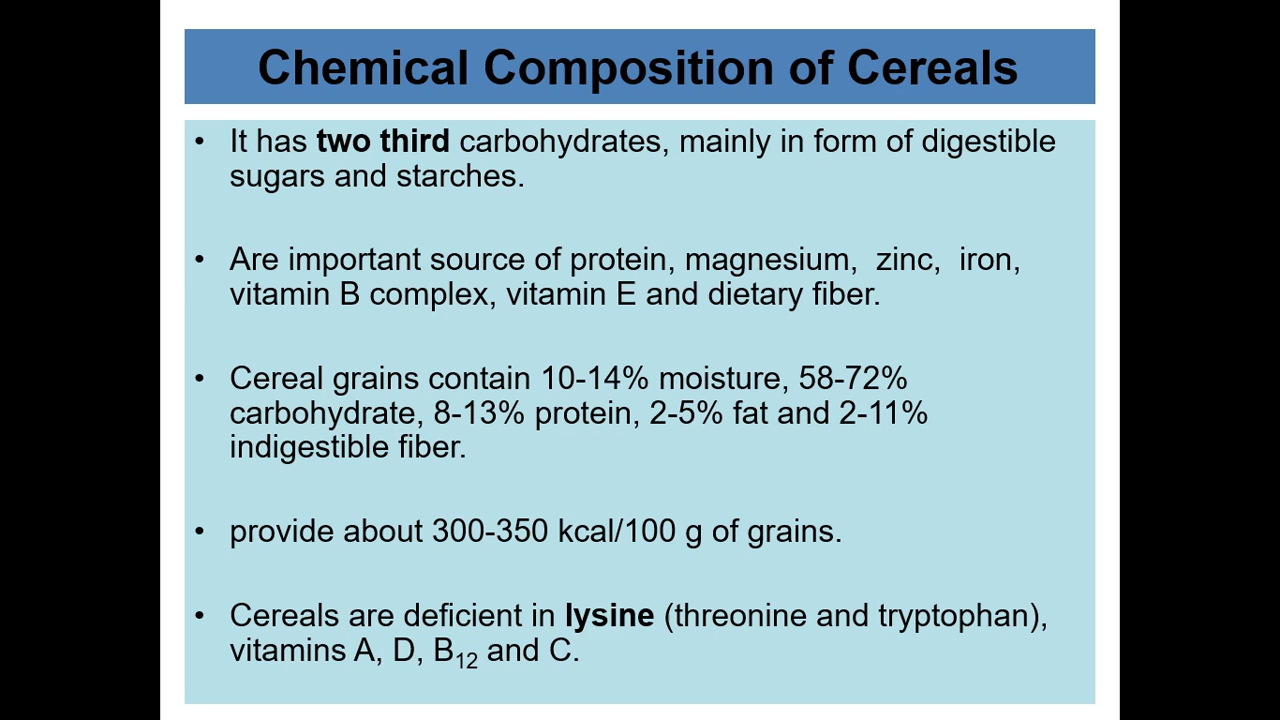 Chemical Composition of Cereals
• It has two third carbohydrates, mainly in form of digestible
sugars and starches.
• Are important source of protein, magnesium,  zinc,  iron,
vitamin B complex, vitamin E and dietary fiber.
• Cereal grains contain 10-14% moisture, 58-72%
carbohydrate, 8-13% protein, 2-5% fat and 2-11%
indigestible fiber.
• provide about 300-350 kcal/100 g of grains.
• Cereals are deficient in lysine (threonine and tryptophan),
vitamins A, D, B₁₂ and C.